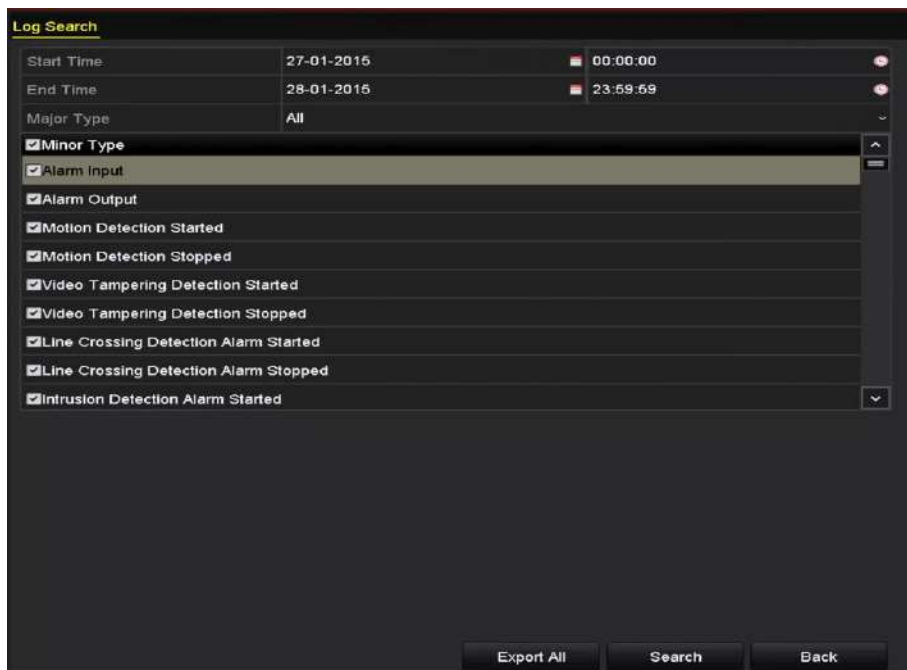 Log Search
Start Time 27-01-2015 00:00:00
End Time 28-01-2015 23:59:59
Major Type All
Minor Type
Alarm Input
Alarm Output
Motion Detection Started
Motion Detection Stopped
Video Tampering Detection Started
Video Tampering Detection Stopped
Line Crossing Detection Alarm Started
Line Crossing Detection Alarm Stopped
Intrusion Detection Alarm Started
Export All Search Back